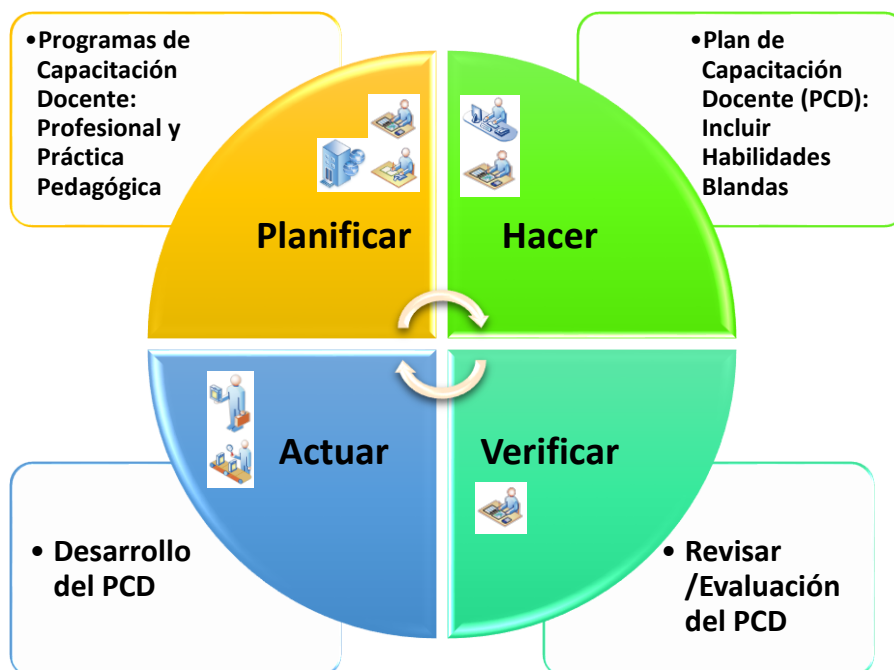 •Programas de
Capacitación
Docente:
Profesional y
Práctica
Pedagógica
•Plan de
Capacitación
Docente (PCD):
Incluir
Habilidades
Blandas
Planificar
Hacer
Actuar
Verificar
• Desarrollo
del PCD
• Revisar
/Evaluación
del PCD